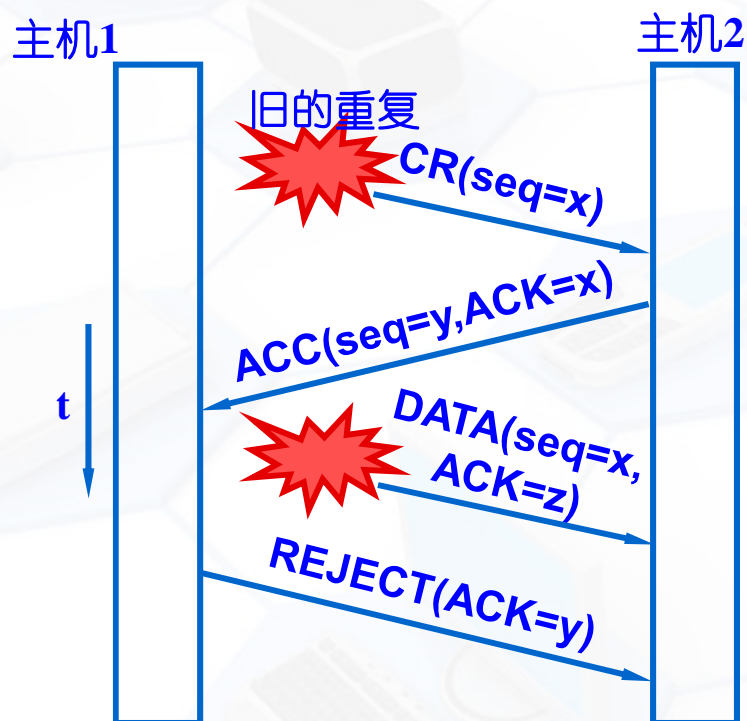 主机1
主机2
旧的重复
CR(seq=x)
ACC(seq=y,ACK=x)
t
DATA(seq=x,
ACK=z)
REJECT(ACK=y)